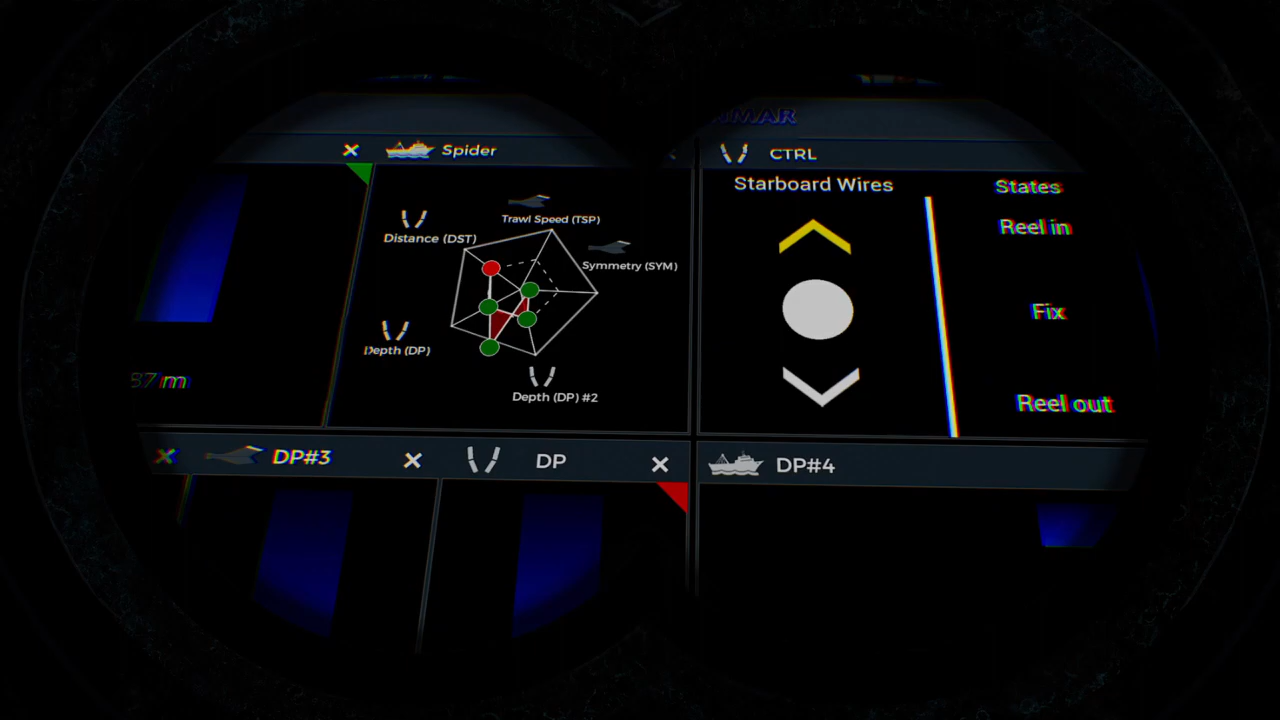 Spider
CTRL
Starboard Wires
States
Trawl Speed (TSP)
Distance (DST)
Reel in
Symmetry (SYM)
Fix
Depth (DP)
Depth (DP) #2
Reel out
DP#3
DP
DP#4